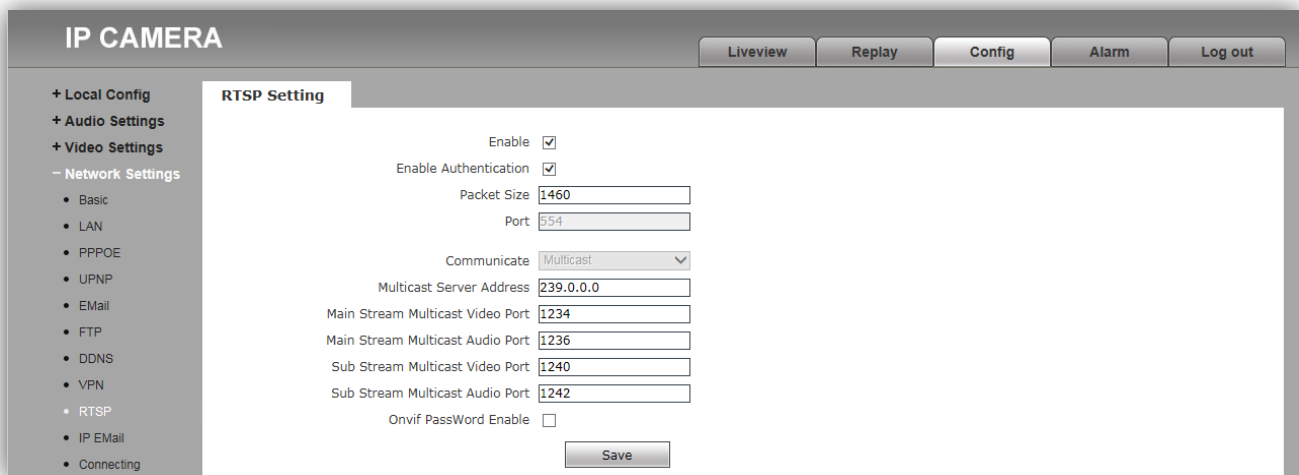 IP CAMERA
Liveview Replay Config Alarm Log out
+ Local Config
+ Audio Settings
+ Video Settings
− Network Settings
• Basic
• LAN
• PPPOE
• UPNP
• EMail
• FTP
• DDNS
• VPN
• RTSP
• IP EMail
• Connecting
RTSP Setting
Enable
Enable Authentication
Packet Size 1460
Port 554
Communicate Multicast
Multicast Server Address 239.0.0.0
Main Stream Multicast Video Port 1234
Main Stream Multicast Audio Port 1236
Sub Stream Multicast Video Port 1240
Sub Stream Multicast Audio Port 1242
Onvif PassWord Enable
Save